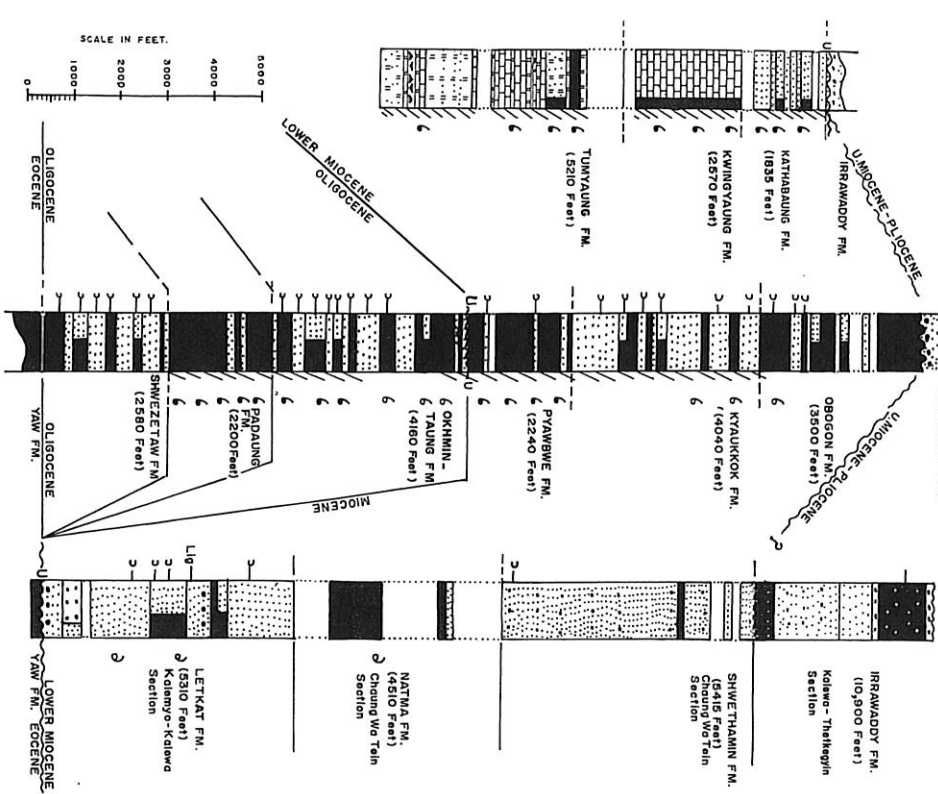 SCALE IN FEET.
0
1000
2000
3000
4000
5000
U
U.MIOCENE-PLIOCENE
IRRAWADDY FM.
KATHABAUNG FM.
(1835 Feet)
KWINGYAUNG FM.
(2570 Feet)
TUMYAUNG FM.
(5210 Feet)
LOWER MIOCENE
OLIGOCENE
OLIGOCENE
EOCENE
U
U
U.MIOCENE-PLIOCENE
OBOGON FM.
(3500 Feet)
KYAUKKOK FM.
(4040 Feet)
PYAWBWE FM.
(2240 Feet)
OKHMIN-
TAUNG FM
(4160 Feet)
PADAUNG
FM.
(2200 Feet)
SHWEZETAW FM
(2580 Feet)
OLIGOCENE
YAW FM.
MIOCENE
Lig
U
IRRAWADDY FM.
(10,900 Feet)
Kalewa-Thetkegyin
Section
SHWETHAMIN FM.
(5415 Feet)
Chaung Wa Tein
Section
NATMA FM.
(4510 Feet)
Chaung Wa Tein
Section
LETKAT FM.
(5310 Feet)
Kalemyo-Kalewa
Section
LOWER MIOCENE
YAW FM. EOCENE